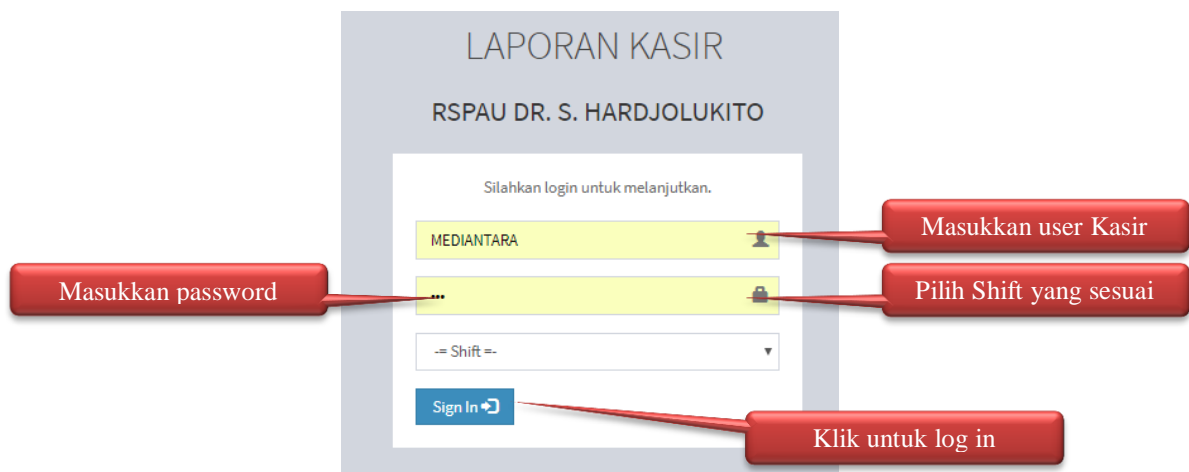 LAPORAN KASIR
RSPAU DR. S. HARDJOLUKITO
Silahkan login untuk melanjutkan.
MEDIANTARA
Masukkan user Kasir
Masukkan password
•••
Pilih Shift yang sesuai
-= Shift =-
Sign In
Klik untuk log in